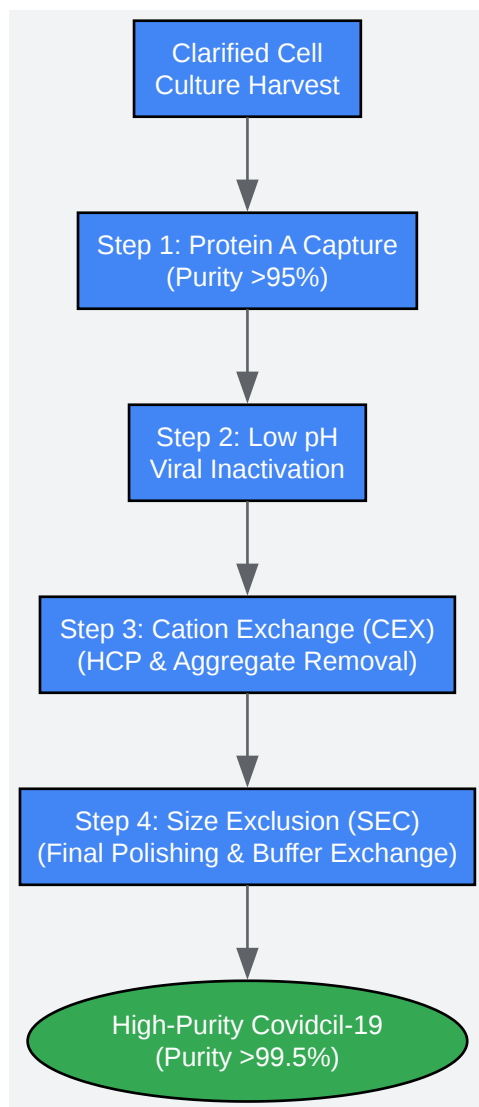 Clarified Cell
Culture Harvest
Step 1: Protein A Capture
(Purity >95%)
Step 2: Low pH
Viral Inactivation
Step 3: Cation Exchange (CEX)
(HCP & Aggregate Removal)
Step 4: Size Exclusion (SEC)
(Final Polishing & Buffer Exchange)
High-Purity Covidcil-19
(Purity >99.5%)